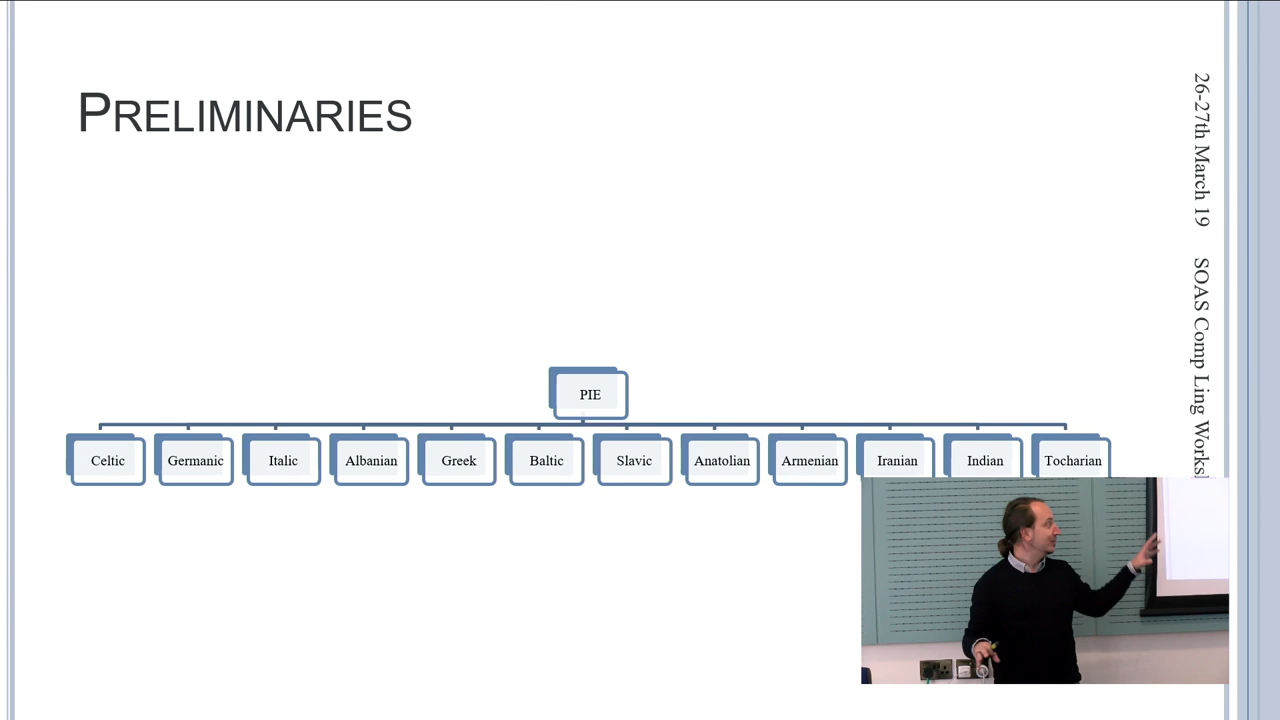 PRELIMINARIES
26-27th March 19 SOAS Comp Ling
PIE
Celtic Germanic Italic Albanian Greek Baltic Slavic Anatolian Armenian Iranian Indian Tocharian